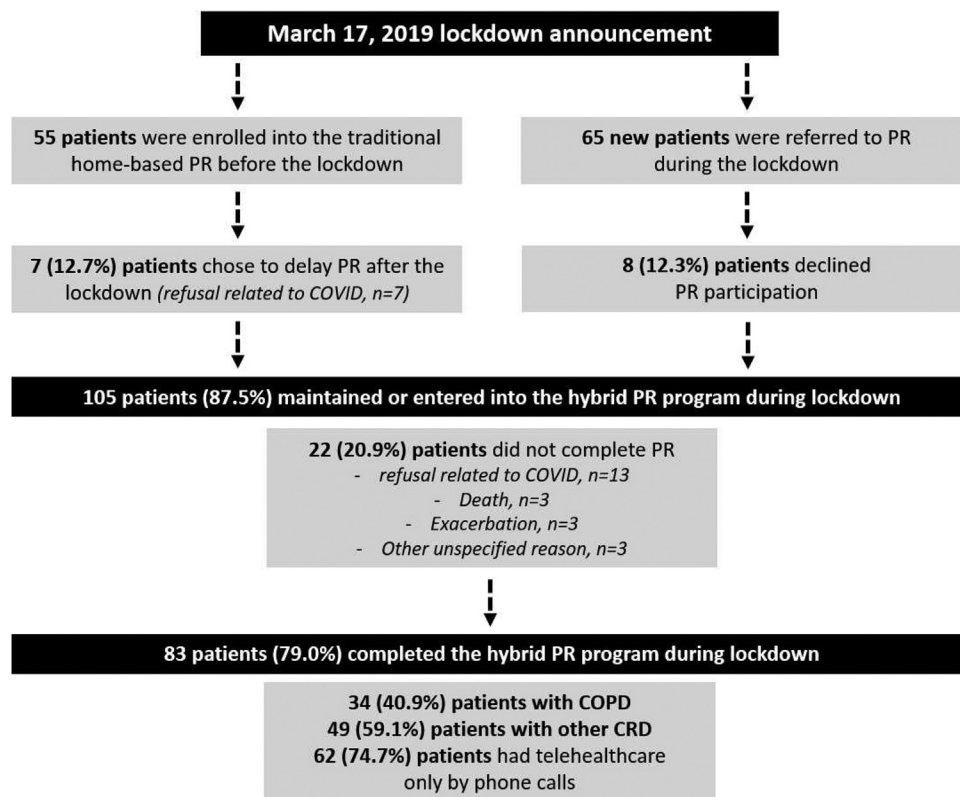 March 17, 2019 lockdown announcement
55 patients were enrolled into the traditional
home-based PR before the lockdown
65 new patients were referred to PR
during the lockdown
7 (12.7%) patients chose to delay PR after the
lockdown (refusal related to COVID, n=7)
8 (12.3%) patients declined
PR participation
105 patients (87.5%) maintained or entered into the hybrid PR program during lockdown
22 (20.9%) patients did not complete PR
- refusal related to COVID, n=13
- Death, n=3
- Exacerbation, n=3
- Other unspecified reason, n=3
83 patients (79.0%) completed the hybrid PR program during lockdown
34 (40.9%) patients with COPD
49 (59.1%) patients with other CRD
62 (74.7%) patients had telehealthcare
only by phone calls